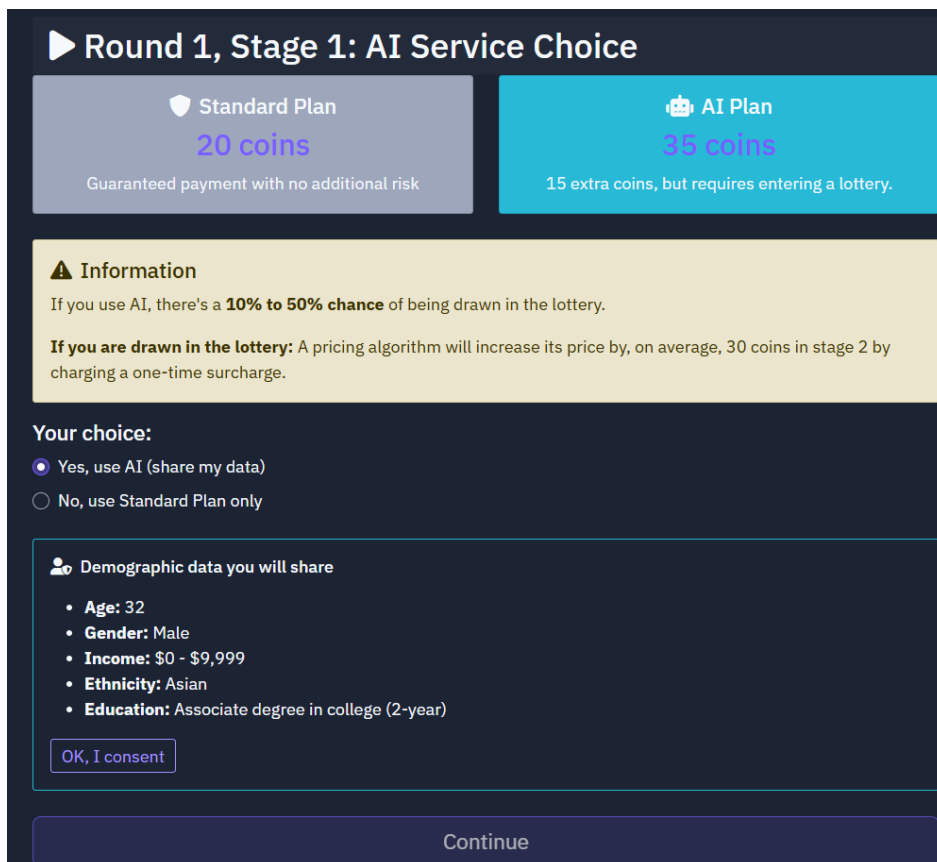 Round 1, Stage 1: AI Service Choice
Standard Plan
20 coins
Guaranteed payment with no additional risk
AI Plan
35 coins
15 extra coins, but requires entering a lottery.
Information
If you use AI, there's a 10% to 50% chance of being drawn in the lottery.
If you are drawn in the lottery: A pricing algorithm will increase its price by, on average, 30 coins in stage 2 by
charging a one-time surcharge.
Your choice:
Yes, use AI (share my data)
No, use Standard Plan only
Demographic data you will share
Age: 32
Gender: Male
Income: $0 - $9,999
Ethnicity: Asian
Education: Associate degree in college (2-year)
OK, I consent
Continue